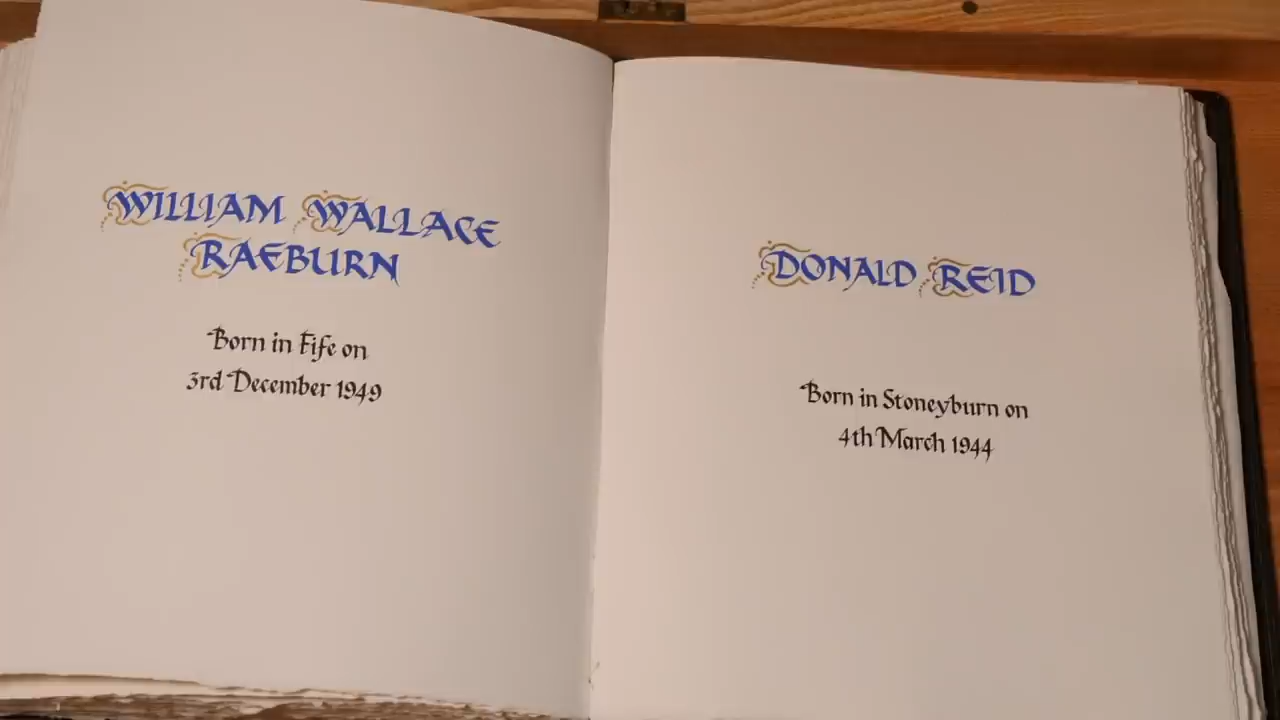 WILLIAM WALLACE
RAEBURN
Born in Fife on
3rd December 1949
DONALD REID
Born in Stoneyburn on
4th March 1944